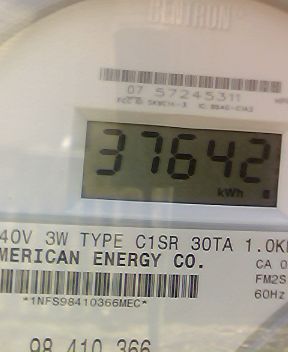 CENTRON®
07 57245311
37642
kWh
40V 3W TYPE C1SR 30TA 1.0K
MERICAN ENERGY CO. CA 0
FM2S
*1NFS98410366MEC* 60Hz
98 410 366